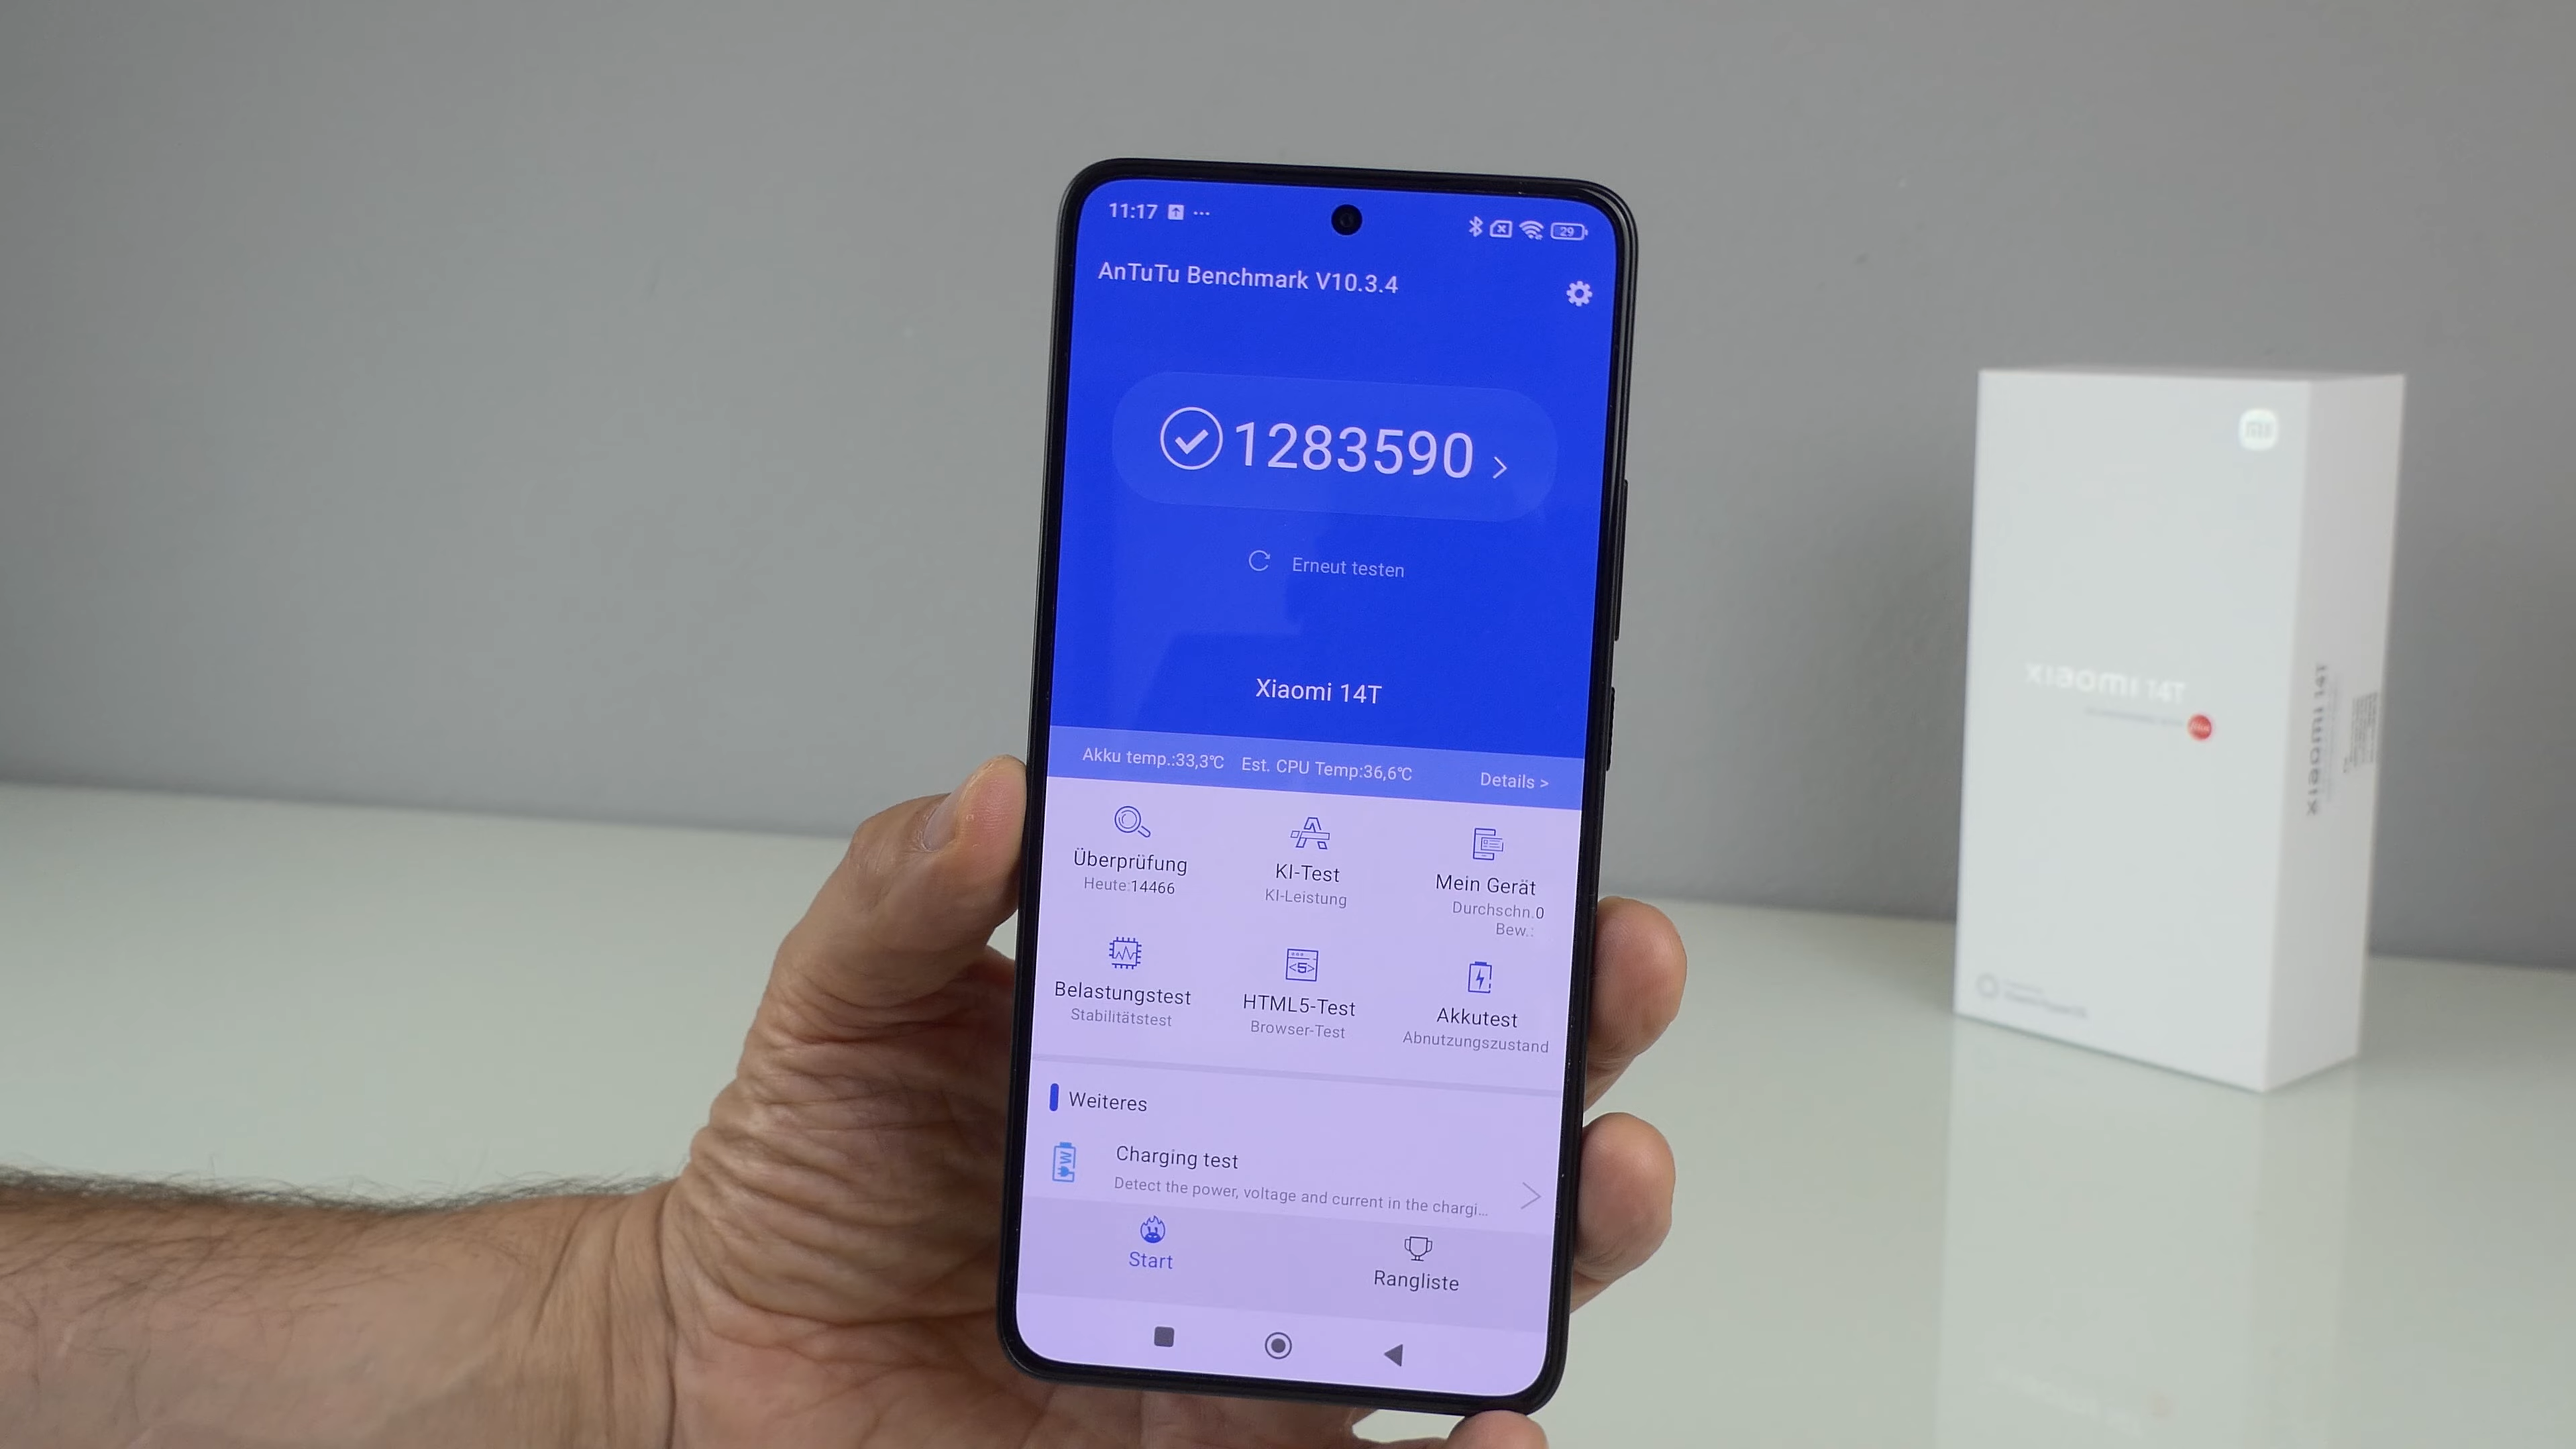 11:17 ...
29
AnTuTu Benchmark V10.3.4
1283590 >
Erneut testen
Xiaomi 14T
Akku temp.:33,3℃ Est. CPU Temp:36,6℃ Details >
Überprüfung
Heute:14466
KI-Test
KI-Leistung
Mein Gerät
Durchschn.0
Bew.:
Belastungstest
Stabilitätstest
<5>
HTML5-Test
Browser-Test
Akkutest
Abnutzungszustand
Weiteres
W
Charging test
Detect the power, voltage and current in the chargi...
Start
Rangliste
xiaomi 14T
xiaomi 14T